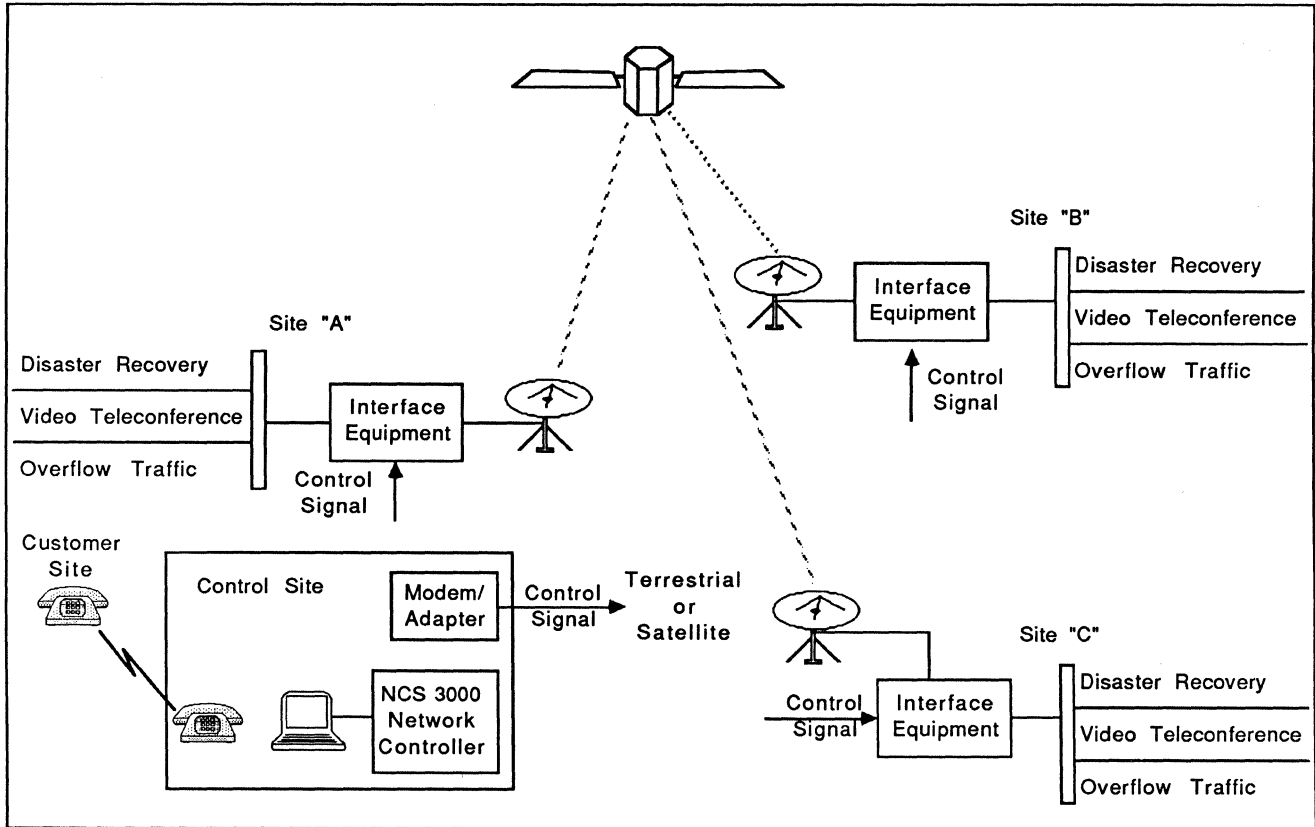 Site "B"
Disaster Recovery
Video Teleconference
Overflow Traffic
Interface
Equipment
Control
Signal
Site "A"
Disaster Recovery
Video Teleconference
Overflow Traffic
Interface
Equipment
Control
Signal
Customer
Site
Control Site
Modem/
Adapter
Control
Signal
Terrestrial
or
Satellite
NCS 3000
Network
Controller
Site "C"
Control
Signal
Interface
Equipment
Disaster Recovery
Video Teleconference
Overflow Traffic